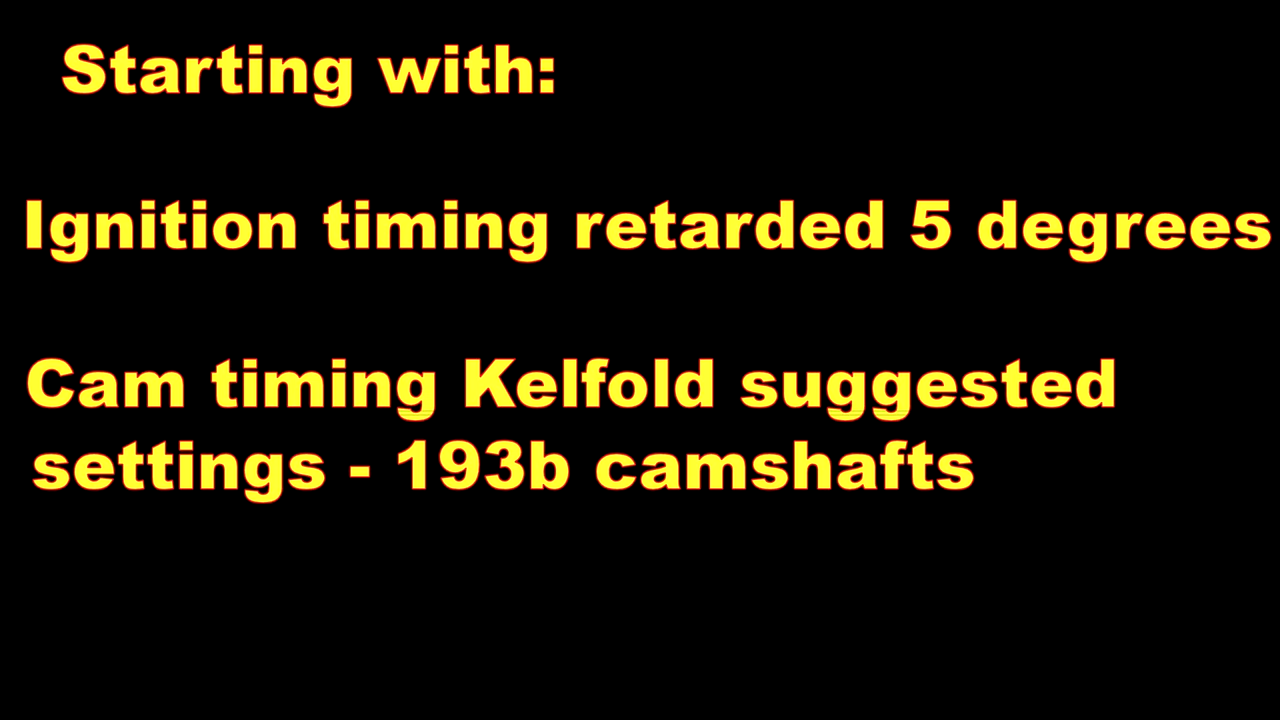 Starting with:
Ignition timing retarded 5 degrees
Cam timing Kelfold suggested
settings - 193b camshafts